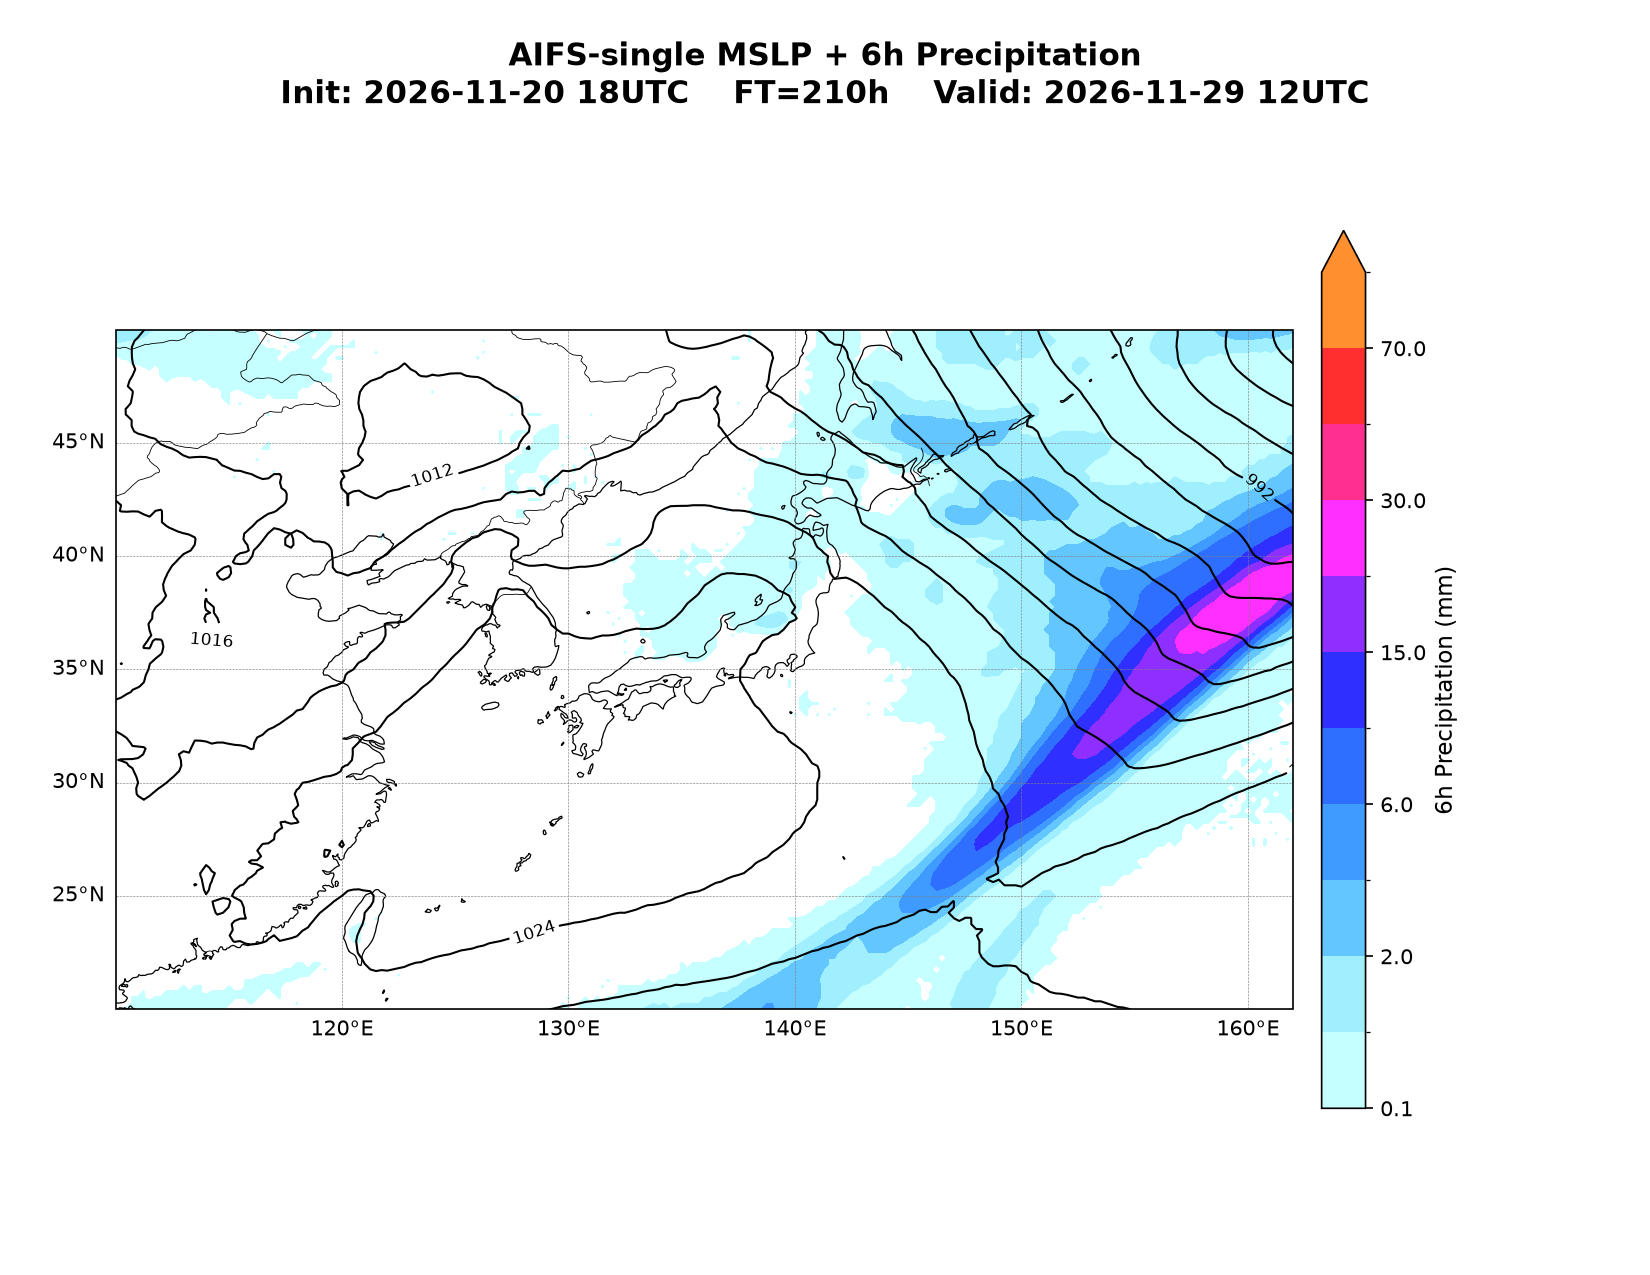 AIFS-single MSLP + 6h Precipitation
Init: 2026-11-20 18UTC    FT=210h    Valid: 2026-11-29 12UTC
70.0
45°N
1012
992
30.0
40°N
1016
15.0
35°N
6h Precipitation (mm)
30°N
6.0
25°N
1024
2.0
120°E
130°E
140°E
150°E
160°E
0.1